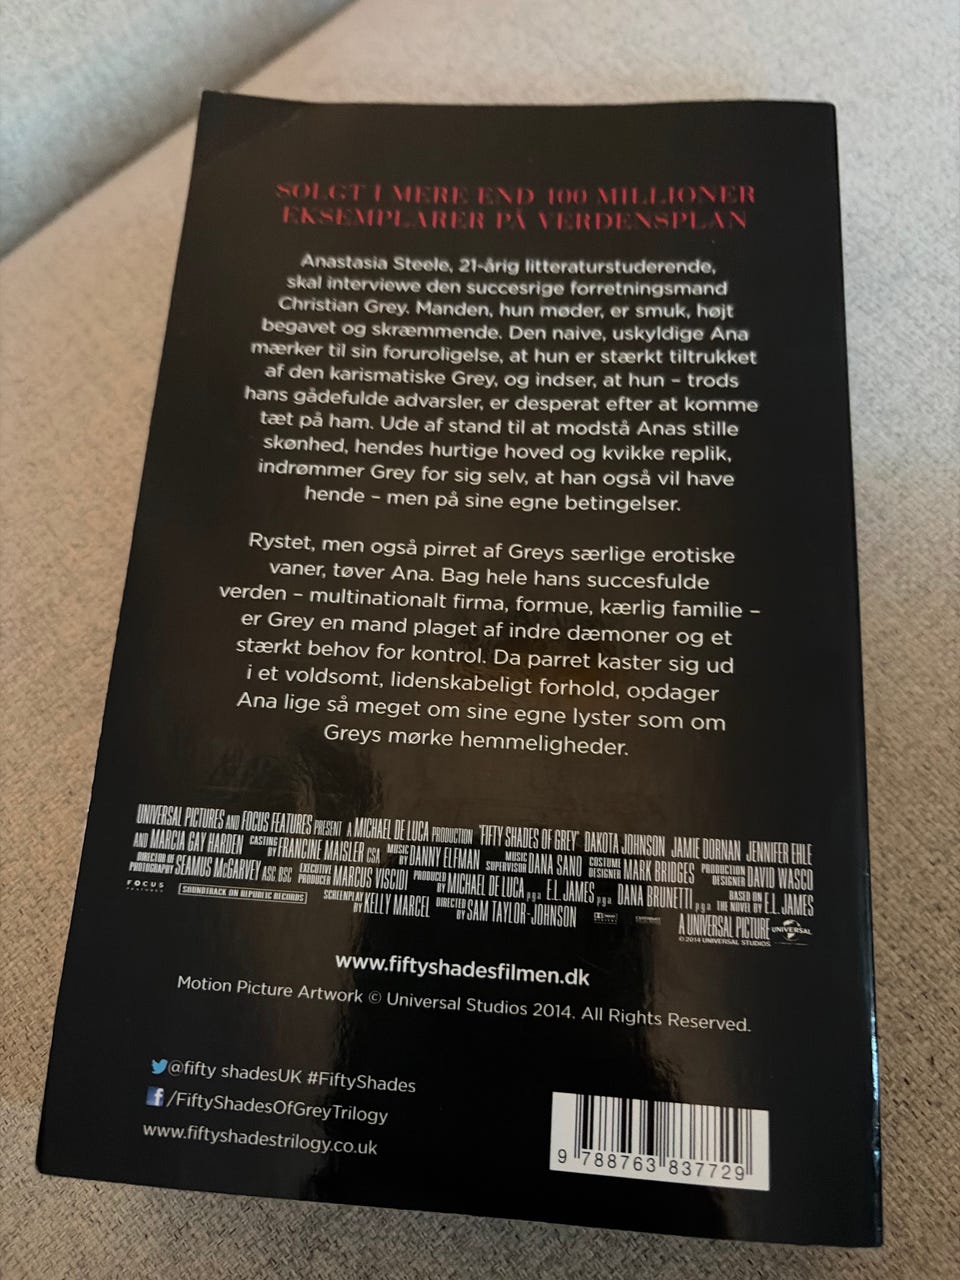 SOLGT I MERE END 100 MILLIONER
EKSEMPLARER PÅ VERDENSPLAN
Anastasia Steele, 21-årig litteraturstuderende,
skal interviewe den succesrige forretningsmand
Christian Grey. Manden, hun møder, er smuk, højt
begavet og skræmmende. Den naive, uskyldige Ana
mærker til sin foruroligelse, at hun er stærkt tiltrukket
af den karismatiske Grey, og indser, at hun – trods
hans gådefulde advarsler, er desperat efter at komme
tæt på ham. Ude af stand til at modstå Anas stille
skønhed, hendes hurtige hoved og kvikke replik,
indrømmer Grey for sig selv, at han også vil have
hende – men på sine egne betingelser.
Rystet, men også pirret af Greys særlige erotiske
vaner, tøver Ana. Bag hele hans succesfulde
verden – multinationalt firma, formue, kærlig familie –
er Grey en mand plaget af indre dæmoner og et
stærkt behov for kontrol. Da parret kaster sig ud
i et voldsomt, lidenskabeligt forhold, opdager
Ana lige så meget om sine egne lyster som om
Greys mørke hemmeligheder.
UNIVERSAL PICTURES AND FOCUS FEATURES PRESENT A MICHAEL DE LUCA PRODUCTION "FIFTY SHADES OF GREY" DAKOTA JOHNSON JAMIE DORNAN JENNIFER EHLE
AND MARCIA GAY HARDEN CASTING BY FRANCINE MAISLER CSA MUSIC BY DANNY ELFMAN MUSIC SUPERVISOR DANA SANO COSTUME DESIGNER MARK BRIDGES PRODUCTION DESIGNER DAVID WASCO
DIRECTOR OF PHOTOGRAPHY SEAMUS McGARVEY ASC, BSC EXECUTIVE PRODUCER MARCUS VISCIDI PRODUCED BY MICHAEL DE LUCA p.g.a. E L JAMES p.g.a. DANA BRUNETTI p.g.a. BASED ON THE NOVEL BY E L JAMES
FOCUS FEATURES SOUNDTRACK ON REPUBLIC RECORDS SCREENPLAY BY KELLY MARCEL DIRECTED BY SAM TAYLOR-JOHNSON A UNIVERSAL PICTURE UNIVERSAL
© 2014 UNIVERSAL STUDIOS
www.fiftyshadesfilmen.dk
Motion Picture Artwork © Universal Studios 2014. All Rights Reserved.
@fifty shadesUK #FiftyShades
/FiftyShadesOfGreyTrilogy
www.fiftyshadestrilogy.co.uk
9 788763 837729